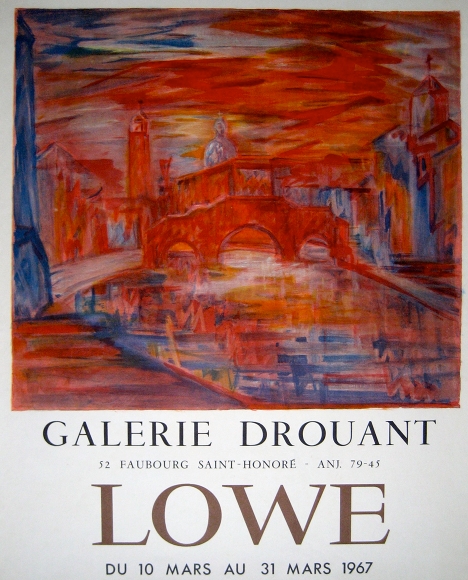 GALERIE DROUANT
52 FAUBOURG SAINT-HONORÉ - ANJ. 79-45
LOWE
DU 10 MARS AU 31 MARS 1967